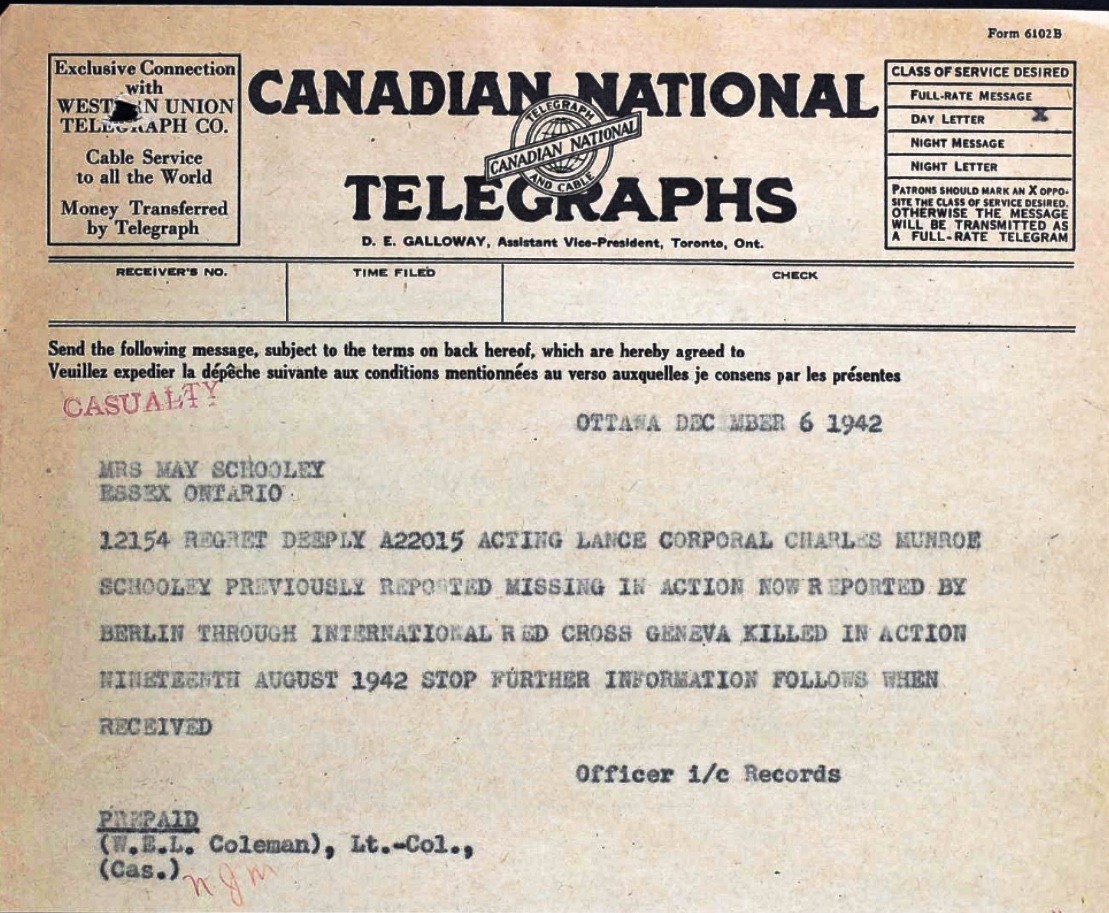 Form 6102B
Exclusive Connection
with
WESTERN UNION
TELEGRAPH CO.
Cable Service
to all the World
Money Transferred
by Telegraph
CANADIAN NATIONAL
TELEGRAPH
CANADIAN NATIONAL
AND CABLE
TELEGRAPHS
D. E. GALLOWAY, Assistant Vice-President, Toronto, Ont.
CLASS OF SERVICE DESIRED
FULL-RATE MESSAGE
DAY LETTER X
NIGHT MESSAGE
NIGHT LETTER
PATRONS SHOULD MARK AN X OPPO-
SITE THE CLASS OF SERVICE DESIRED.
OTHERWISE THE MESSAGE
WILL BE TRANSMITTED AS
A FULL-RATE TELEGRAM
RECEIVER'S NO. TIME FILED CHECK
Send the following message, subject to the terms on back hereof, which are hereby agreed to
Veuillez expedier la dépêche suivante aux conditions mentionnées au verso auxquelles je consens par les présentes
CASUALTY
OTTAWA DECEMBER 6 1942
MRS MAY SCHOOLEY
ESSEX ONTARIO
12154 REGRET DEEPLY A22015 ACTING LANCE CORPORAL CHARLES MUNROE
SCHOOLEY PREVIOUSLY REPORTED MISSING IN ACTION NOW REPORTED BY
BERLIN THROUGH INTERNATIONAL RED CROSS GENEVA KILLED IN ACTION
NINETEENTH AUGUST 1942 STOP FURTHER INFORMATION FOLLOWS WHEN
RECEIVED
Officer i/c Records
PREPAID
(W.E.L. Coleman), Lt.-Col.,
(Cas.)